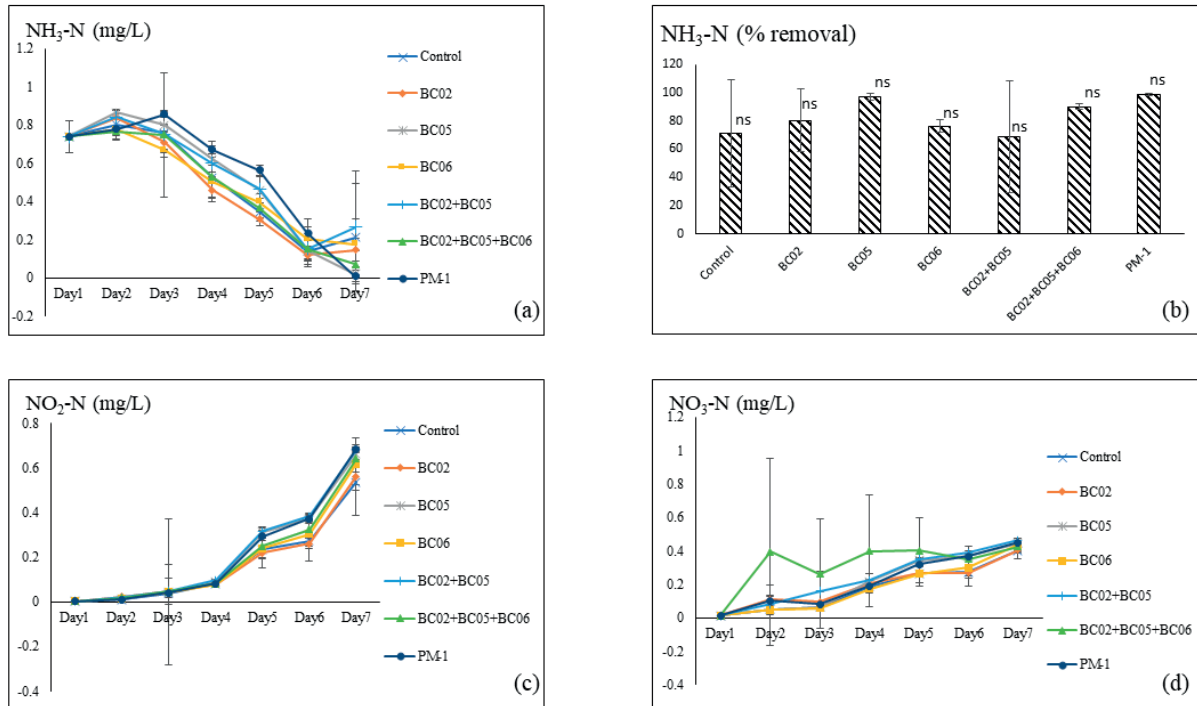 NH₃-N (mg/L)
1.2
1
0.8
0.6
0.4
0.2
0
-0.2
Day1 Day2 Day3 Day4 Day5 Day6 Day7
Control
BC02
BC05
BC06
BC02+BC05
BC02+BC05+BC06
PM-1
(a)
NH₃-N (% removal)
120
100
80
60
40
20
0
ns ns ns ns ns ns ns
Control BC02 BC05 BC06 BC02+BC05 BC02+BC05+BC06 PM-1
(b)
NO₂-N (mg/L)
0.8
0.6
0.4
0.2
0
-0.2
-0.4
Day1 Day2 Day3 Day4 Day5 Day6 Day7
Control
BC02
BC05
BC06
BC02+BC05
BC02+BC05+BC06
PM-1
(c)
NO₃-N (mg/L)
1.2
1
0.8
0.6
0.4
0.2
0
-0.2
-0.4
Day1 Day2 Day3 Day4 Day5 Day6 Day7
Control
BC02
BC05
BC06
BC02+BC05
BC02+BC05+BC06
PM-1
(d)